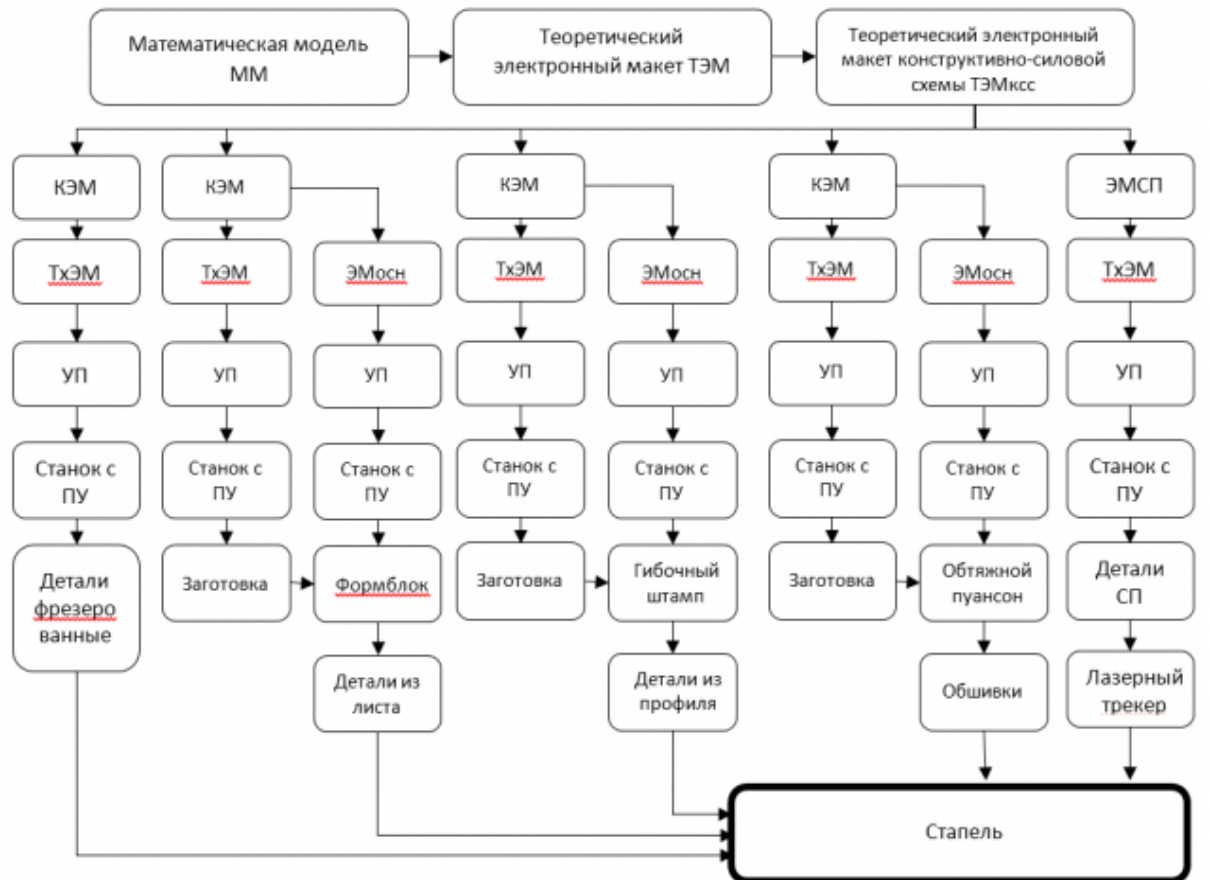 Математическая модель
ММ
Теоретический
электронный макет ТЭМ
Теоретический электронный
макет конструктивно-силовой
схемы ТЭМксс
КЭМ
КЭМ
КЭМ
КЭМ
ЭМСП
ТхЭМ
ТхЭМ
ЭМосн
ТхЭМ
ЭМосн
ТхЭМ
ЭМосн
ТхЭМ
УП
УП
УП
УП
УП
УП
УП
УП
Станок с
ПУ
Станок с
ПУ
Станок с
ПУ
Станок с
ПУ
Станок с
ПУ
Станок с
ПУ
Станок с
ПУ
Станок с
ПУ
Детали
фрезеро
ванные
Заготовка
Формблок
Заготовка
Гибочный
штамп
Заготовка
Обтяжной
пуансон
Детали
СП
Детали из
листа
Детали из
профиля
Обшивки
Лазерный
трекер
Стапель